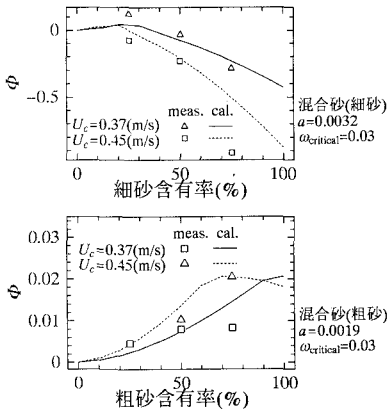 0
−0.5
Φ
meas. cal.
U_c=0.37(m/s)
U_c=0.45(m/s)
0 50 100
細砂含有率(%)
混合砂(細砂)
a=0.0032
ω_critical=0.03
0.03
0.02
0.01
0
Φ
meas. cal.
U_c=0.37(m/s)
U_c=0.45(m/s)
0 50 100
粗砂含有率(%)
混合砂(粗砂)
a=0.0019
ω_critical=0.03